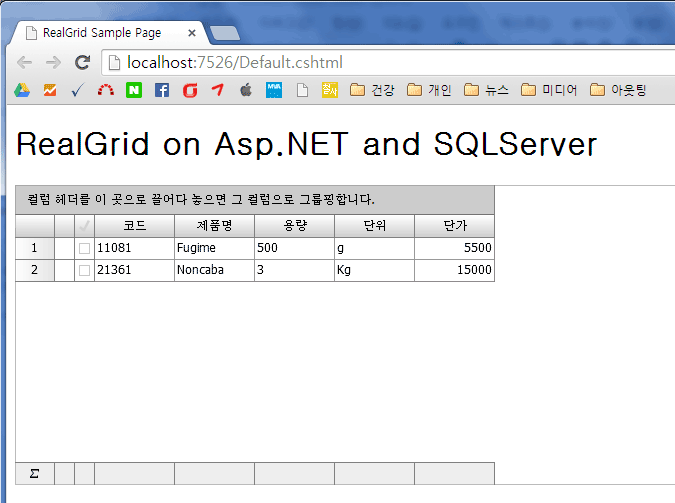 RealGrid Sample Page
localhost:7526/Default.cshtml
MVA 건강 개인 뉴스 미디어 아웃팅
RealGrid on Asp.NET and SQLServer
컬럼 헤더를 이 곳으로 끌어다 놓으면 그 컬럼으로 그룹핑합니다.
코드 제품명 용량 단위 단가
1 11081 Fugime 500 g 5500
2 21361 Noncaba 3 Kg 15000
Σ